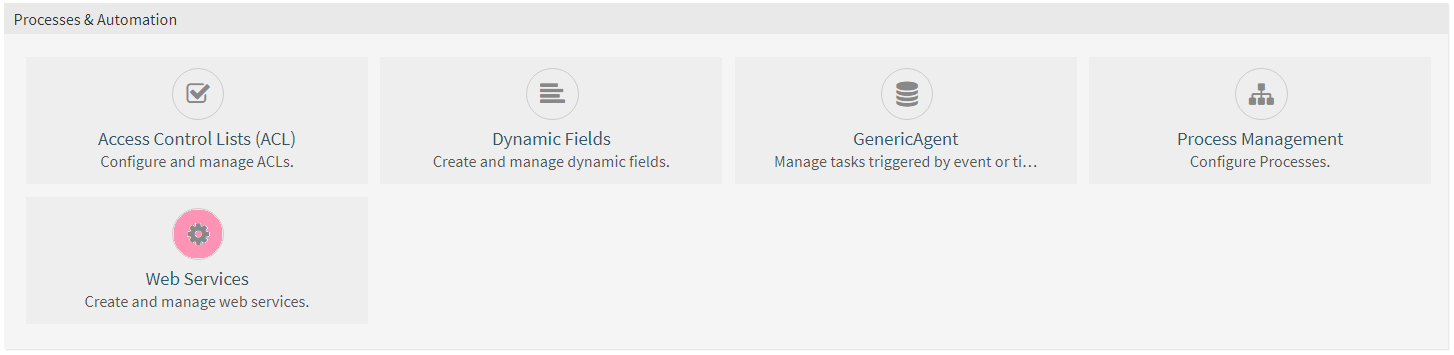 Processes & Automation
Access Control Lists (ACL)
Configure and manage ACLs.
Dynamic Fields
Create and manage dynamic fields.
GenericAgent
Manage tasks triggered by event or ti…
Process Management
Configure Processes.
Web Services
Create and manage web services.